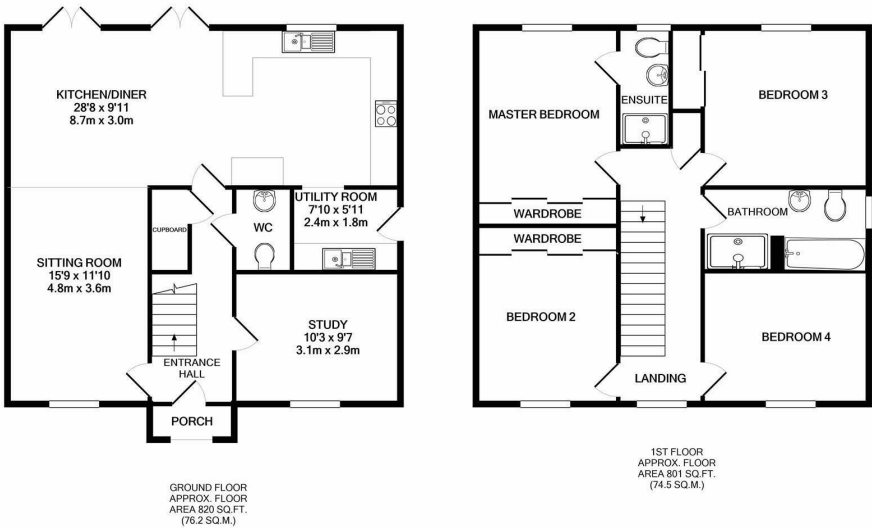 KITCHEN/DINER
28'8 x 9'11
8.7m x 3.0m
UTILITY ROOM
7'10 x 5'11
2.4m x 1.8m
CUPBOARD
WC
SITTING ROOM
15'9 x 11'10
4.8m x 3.6m
STUDY
10'3 x 9'7
3.1m x 2.9m
ENTRANCE
HALL
PORCH
GROUND FLOOR
APPROX. FLOOR
AREA 820 SQ.FT.
(76.2 SQ.M.)
MASTER BEDROOM
ENSUITE
BEDROOM 3
WARDROBE
WARDROBE
BATHROOM
BEDROOM 2
BEDROOM 4
LANDING
1ST FLOOR
APPROX. FLOOR
AREA 801 SQ.FT.
(74.5 SQ.M.)